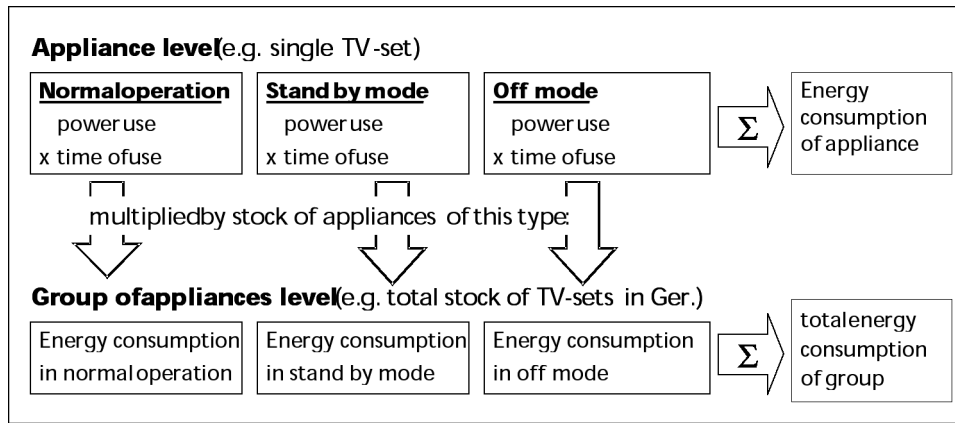 Appliance level(e.g. single TV-set)
Normaloperation
power use
x time ofuse
Stand by mode
power use
x time ofuse
Off mode
power use
x time ofuse
Σ
Energy
consumption
of appliance
multipliedby stock of appliances of this type:
Group ofappliances level(e.g. total stock of TV-sets in Ger.)
Energy consumption
in normal operation
Energy consumption
in stand by mode
Energy consumption
in off mode
Σ
totalenergy
consumption
of group